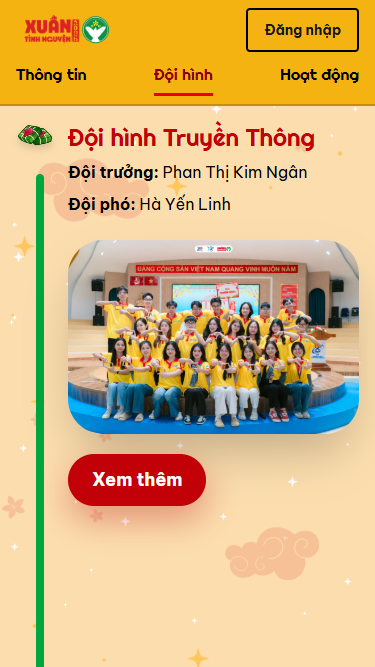 XUÂN
TÌNH NGUYỆN
Đăng nhập
Thông tin
Đội hình
Hoạt động
Đội hình Truyền Thông
Đội trưởng: Phan Thị Kim Ngân
Đội phó: Hà Yến Linh
ĐẢNG CỘNG SẢN VIỆT NAM QUANG VINH MUÔN NĂM
Xem thêm